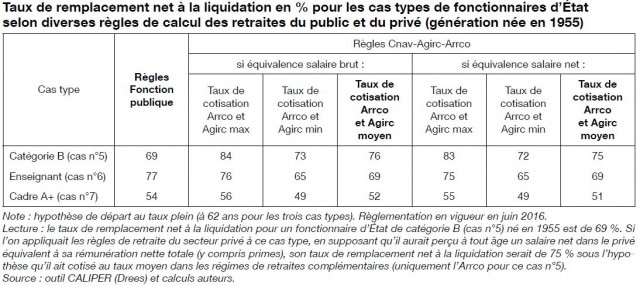 Taux de remplacement net à la liquidation en % pour les cas types de fonctionnaires d'État
selon diverses règles de calcul des retraites du public et du privé (génération née en 1955)
Cas type
Règles
Fonction
publique
Règles Cnav-Agirc-Arrco
si équivalence salaire brut :
si équivalence salaire net :
Taux de
cotisation
Arrco et
Agirc max
Taux de
cotisation
Arrco et
Agirc min
Taux de
cotisation
Arrco
et Agirc
moyen
Taux de
cotisation
Arrco et
Agirc max
Taux de
cotisation
Arrco et
Agirc min
Taux de
cotisation
Arrco
et Agirc
moyen
Catégorie B (cas n°5) 69 84 73 76 83 72 75
Enseignant (cas n°6) 77 76 65 69 75 65 69
Cadre A+ (cas n°7) 54 56 49 52 55 49 51
Note : hypothèse de départ au taux plein (à 62 ans pour les trois cas types). Règlementation en vigueur en juin 2016.
Lecture : le taux de remplacement net à la liquidation pour un fonctionnaire d'État de catégorie B (cas n°5) né en 1955 est de 69 %. Si
l'on appliquait les règles de retraite du secteur privé à ce cas type, en supposant qu'il aurait perçu à tout âge un salaire net dans le privé
équivalent à sa rémunération nette totale (y compris primes), son taux de remplacement net à la liquidation serait de 75 % sous l'hypo-
thèse qu'il ait cotisé au taux moyen dans les régimes de retraites complémentaires (uniquement l'Arrco pour ce cas n°5).
Source : outil CALIPER (Drees) et calculs auteurs.